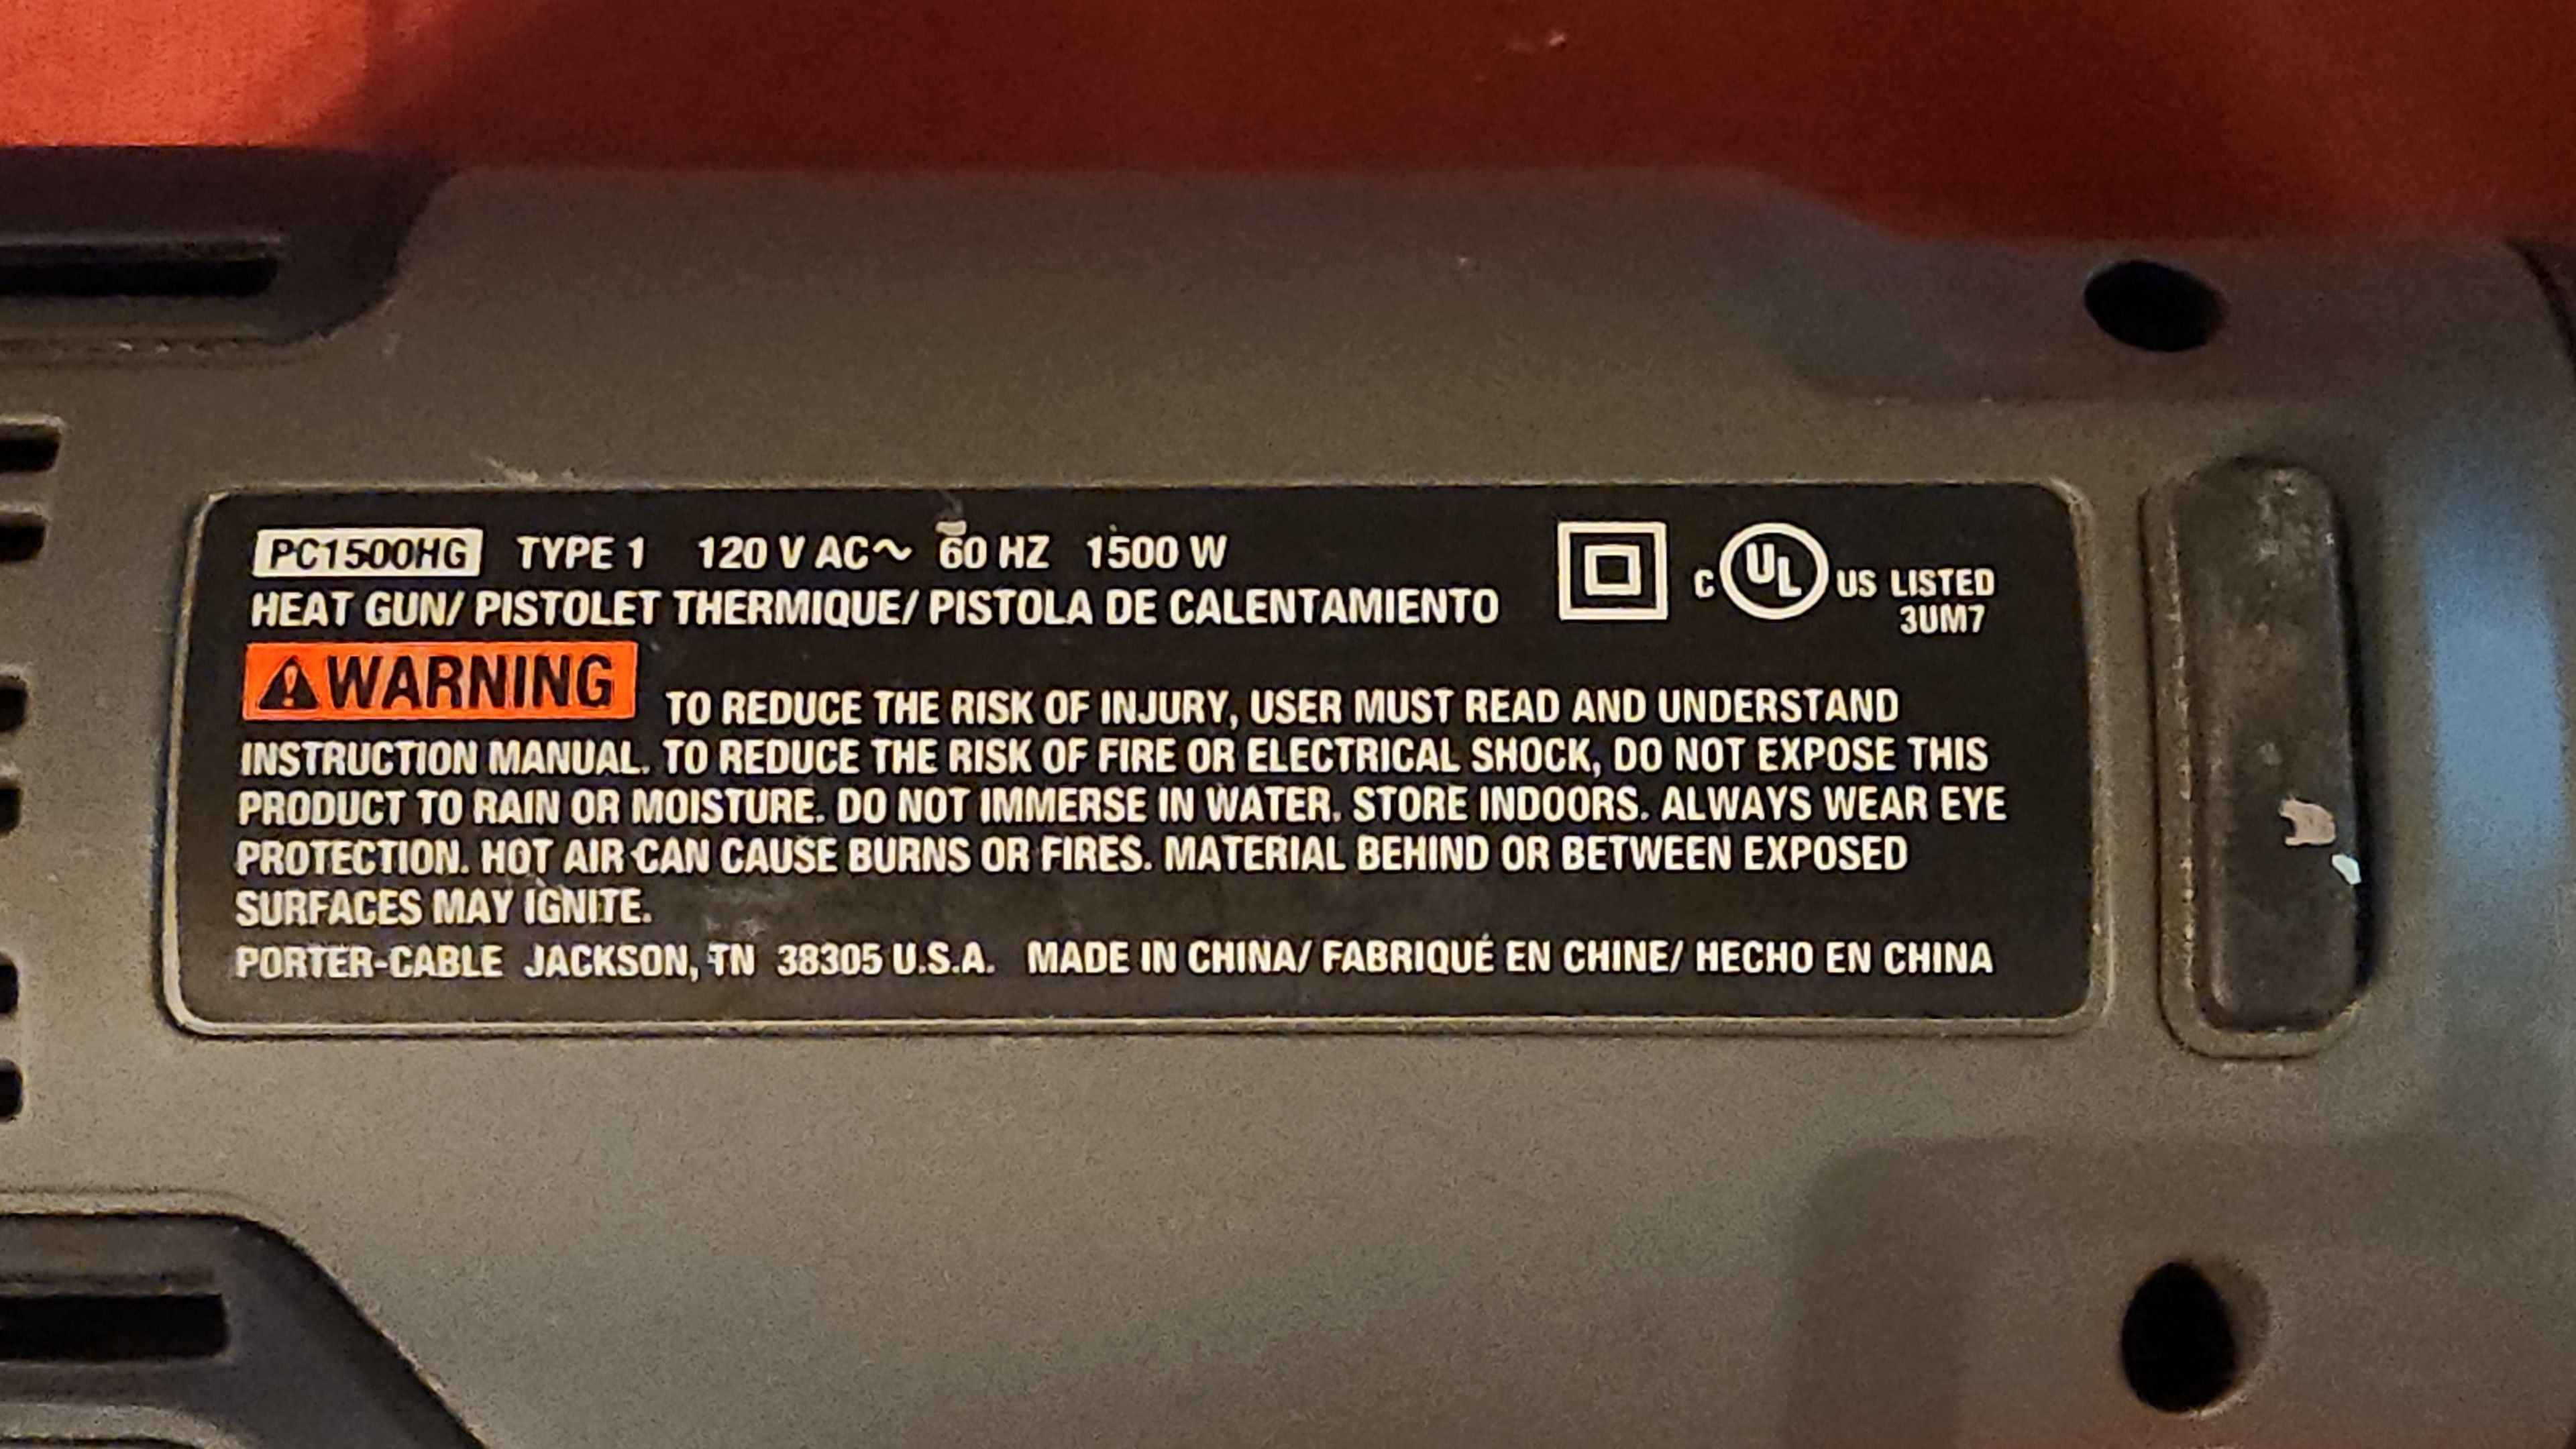 PC1500HG TYPE 1 120 V AC~ 60 HZ 1500 W
HEAT GUN/ PISTOLET THERMIQUE/ PISTOLA DE CALENTAMIENTO
C UL US LISTED
3UM7
WARNING TO REDUCE THE RISK OF INJURY, USER MUST READ AND UNDERSTAND
INSTRUCTION MANUAL. TO REDUCE THE RISK OF FIRE OR ELECTRICAL SHOCK, DO NOT EXPOSE THIS
PRODUCT TO RAIN OR MOISTURE. DO NOT IMMERSE IN WATER. STORE INDOORS. ALWAYS WEAR EYE
PROTECTION. HOT AIR CAN CAUSE BURNS OR FIRES. MATERIAL BEHIND OR BETWEEN EXPOSED
SURFACES MAY IGNITE.
PORTER-CABLE JACKSON, TN 38305 U.S.A. MADE IN CHINA/ FABRIQUÉ EN CHINE/ HECHO EN CHINA